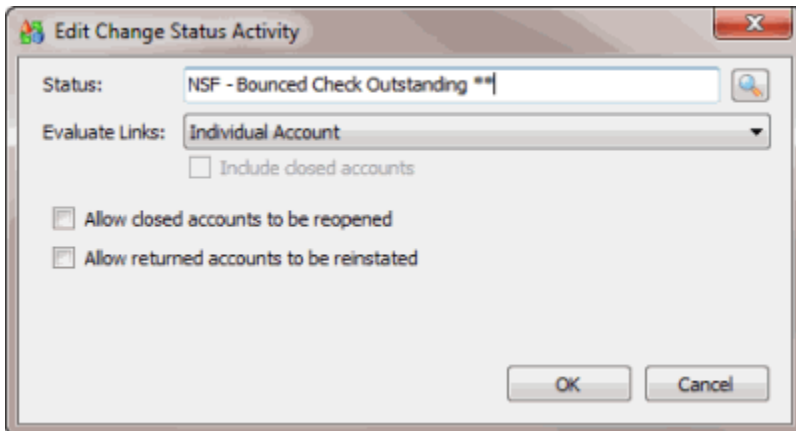 Edit Change Status Activity
Status: NSF - Bounced Check Outstanding **
Evaluate Links: Individual Account
Include closed accounts
Allow closed accounts to be reopened
Allow returned accounts to be reinstated
OK Cancel